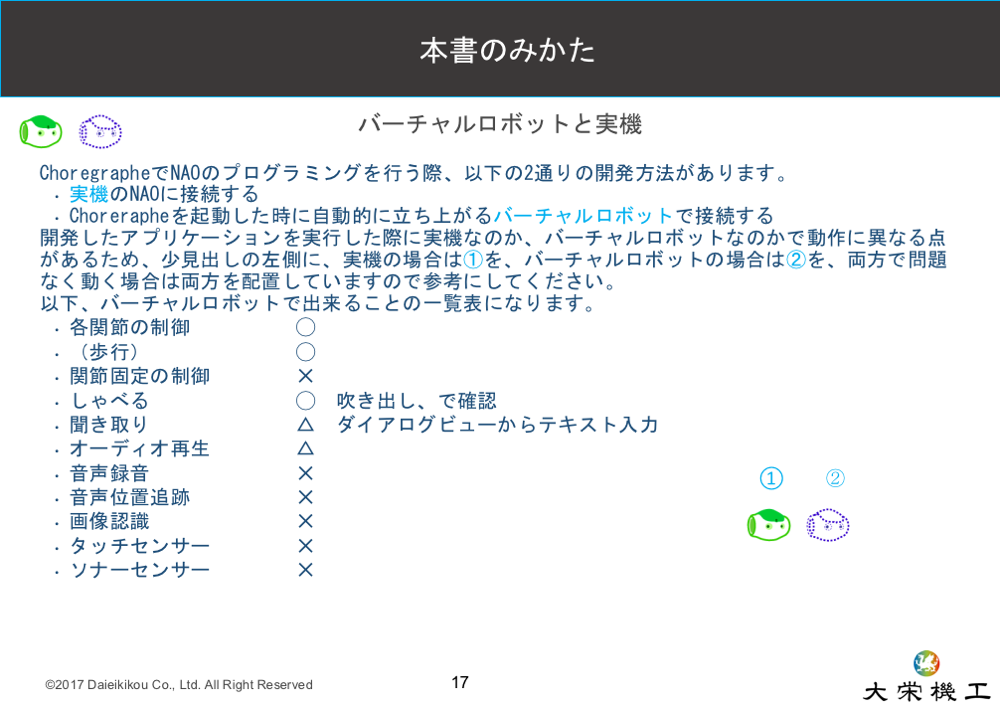 本書のみかた
バーチャルロボットと実機
ChoregrapheでNAOのプログラミングを行う際、以下の2通りの開発方法があります。
・実機のNAOに接続する
・Chorerapheを起動した時に自動的に立ち上がるバーチャルロボットで接続する
開発したアプリケーションを実行した際に実機なのか、バーチャルロボットなのかで動作に異なる点
があるため、少見出しの左側に、実機の場合は①を、バーチャルロボットの場合は②を、両方で問題
なく動く場合は両方を配置していますので参考にしてください。
以下、バーチャルロボットで出来ることの一覧表になります。
・各関節の制御 ○
・（歩行） ○
・関節固定の制御 ×
・しゃべる ○ 吹き出し、で確認
・聞き取り △ ダイアログビューからテキスト入力
・オーディオ再生 △
・音声録音 ×
・音声位置追跡 ×
・画像認識 ×
・タッチセンサー ×
・ソナーセンサー ×
① ②
©2017 Daieikikou Co., Ltd. All Right Reserved
17
大栄機工